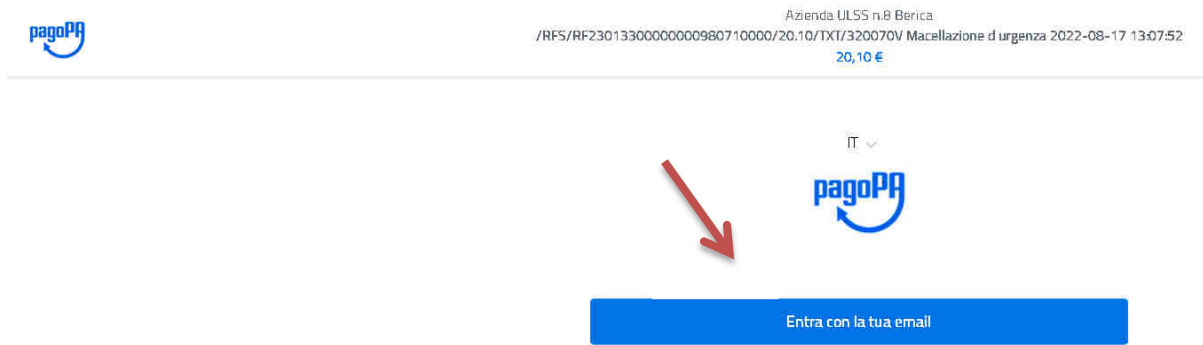 pagoPA
Azienda ULSS n.8 Berica
/RFS/RF23013300000000980710000/20.10/TXT/320070V Macellazione d urgenza 2022-08-17 13:07:52
20,10 €
IT
pagoPA
Entra con la tua email